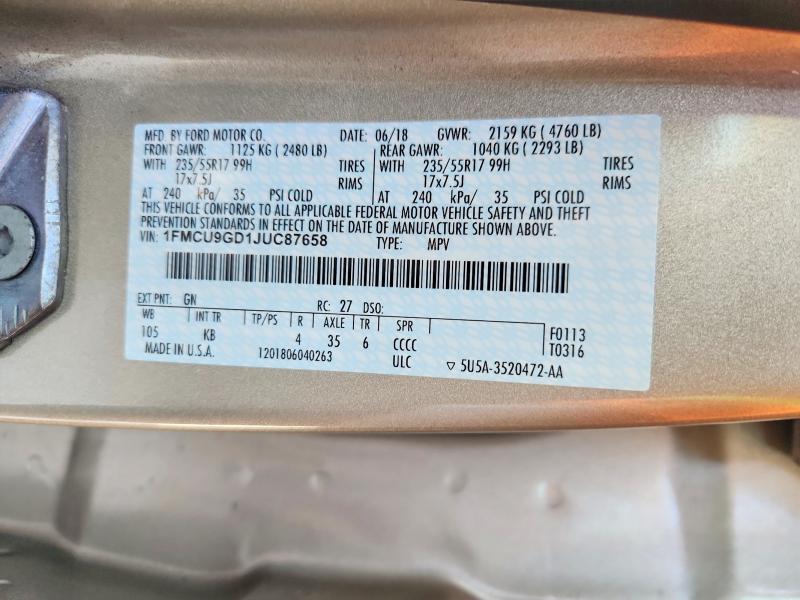 MFD. BY FORD MOTOR CO. DATE: 06/18 GVWR: 2159 KG ( 4760 LB)
FRONT GAWR: 1125 KG ( 2480 LB) REAR GAWR: 1040 KG ( 2293 LB)
WITH 235/55R17 99H TIRES WITH 235/55R17 99H TIRES
17x7.5J RIMS 17x7.5J RIMS
AT 240 kPa/ 35 PSI COLD AT 240 kPa/ 35 PSI COLD
THIS VEHICLE CONFORMS TO ALL APPLICABLE FEDERAL MOTOR VEHICLE SAFETY AND THEFT
PREVENTION STANDARDS IN EFFECT ON THE DATE OF MANUFACTURE SHOWN ABOVE.
VIN: 1FMCU9GD1JUC87658 TYPE: MPV
EXT PNT: GN RC: 27 DSO:
WB INT TR TP/PS R AXLE TR SPR F0113
105 KB 4 35 6 CCCC T0316
MADE IN U.S.A. 1201806040263 ULC ▽ 5U5A-3520472-AA